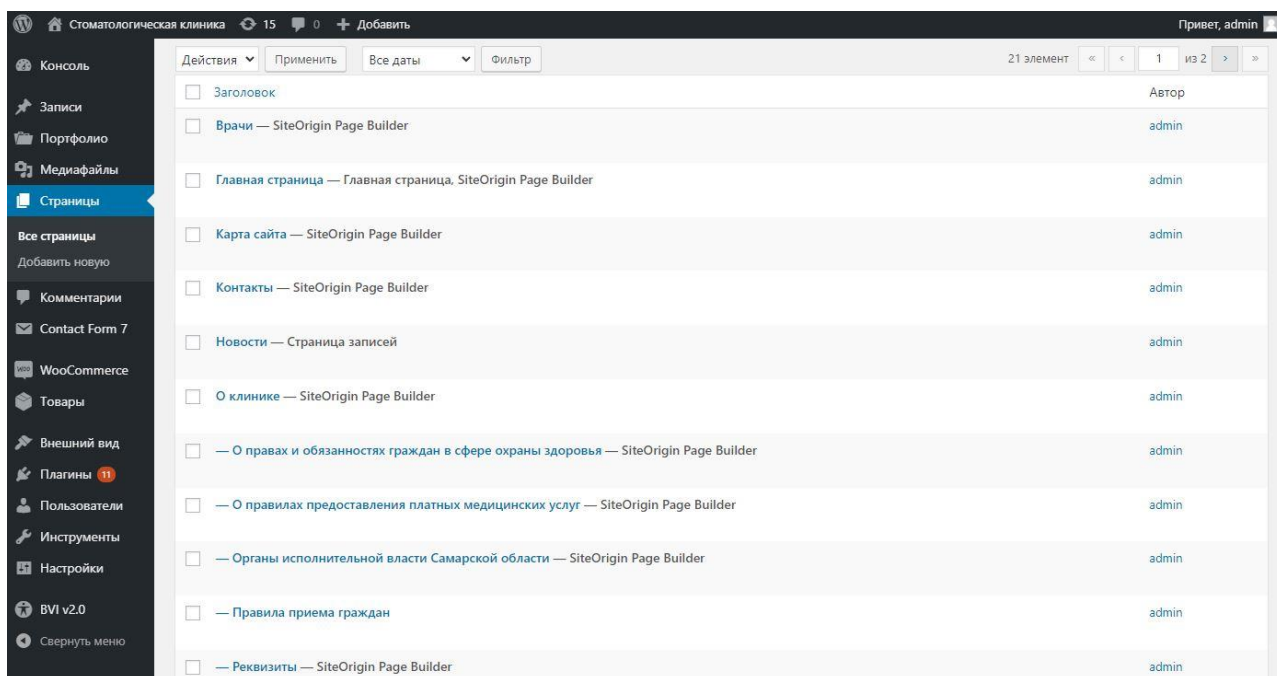 Стоматологическая клиника 15 0 Добавить Привет, admin
Консоль
Записи
Портфолио
Медиафайлы
Страницы
Все страницы
Добавить новую
Комментарии
Contact Form 7
WooCommerce
Товары
Внешний вид
Плагины 11
Пользователи
Инструменты
Настройки
BVI v2.0
Свернуть меню
Действия Применить Все даты Фильтр 21 элемент « ‹ 1 из 2 › »
Заголовок Автор
Врачи — SiteOrigin Page Builder admin
Главная страница — Главная страница, SiteOrigin Page Builder admin
Карта сайта — SiteOrigin Page Builder admin
Контакты — SiteOrigin Page Builder admin
Новости — Страница записей admin
О клинике — SiteOrigin Page Builder admin
— О правах и обязанностях граждан в сфере охраны здоровья — SiteOrigin Page Builder admin
— О правилах предоставления платных медицинских услуг — SiteOrigin Page Builder admin
— Органы исполнительной власти Самарской области — SiteOrigin Page Builder admin
— Правила приема граждан admin
— Реквизиты — SiteOrigin Page Builder admin